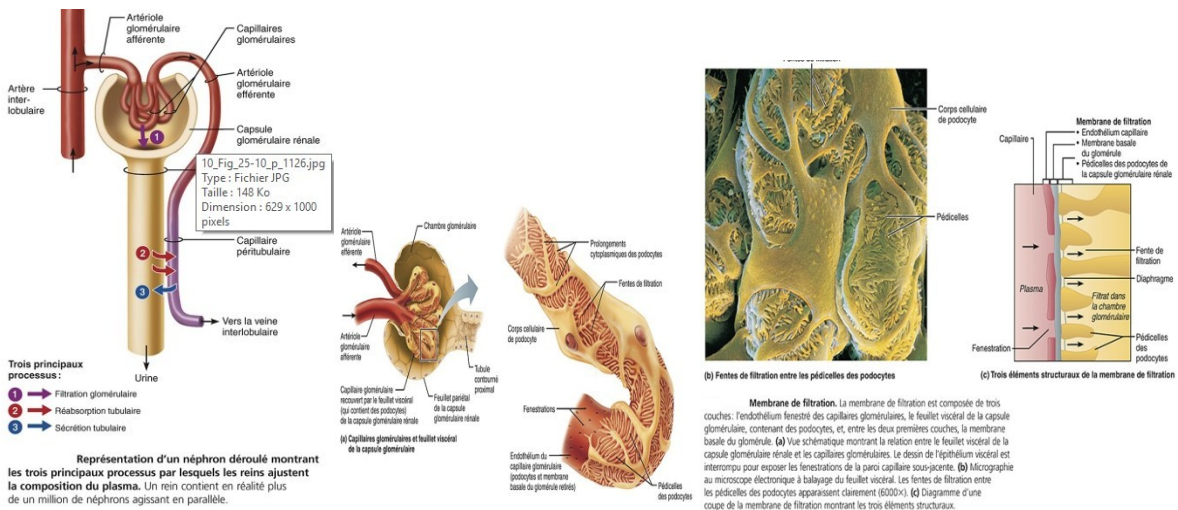 Artériole
glomérulaire
afférente
Capillaires
glomérulaires
Artériole
glomérulaire
efférente
Artère
inter-
lobulaire
Capsule
glomérulaire rénale
1
10_Fig_25-10_p_1126.jpg
Type : Fichier JPG
Taille : 148 Ko
Dimension : 629 x 1000
pixels
Capillaire
péritubulaire
2
3
Vers la veine
interlobulaire
Urine
Trois principaux
processus :
1 Filtration glomérulaire
2 Réabsorption tubulaire
3 Sécrétion tubulaire
Représentation d'un néphron déroulé montrant
les trois principaux processus par lesquels les reins ajustent
la composition du plasma. Un rein contient en réalité plus
de un million de néphrons agissant en parallèle.
Artériole
glomérulaire
efférente
Chambre glomérulaire
Artériole
glomérulaire
afférente
Tubule
contourné
proximal
Capillaire glomérulaire
recouvert par le feuillet viscéral
(qui contient des podocytes)
de la capsule glomérulaire rénale
Feuillet pariétal
de la capsule
glomérulaire rénale
(a) Capillaires glomérulaires et feuillet viscéral
de la capsule glomérulaire
Prolongements
cytoplasmiques des podocytes
Fentes de filtration
Corps cellulaire
de podocyte
Fenestrations
Endothélium du
capillaire glomérulaire
(podocytes et membrane
basale du glomérule retirés)
Pédicelles
des podocytes
Fentes de filtration
Corps cellulaire
de podocyte
Pédicelles
(b) Fentes de filtration entre les pédicelles des podocytes
Membrane de filtration
• Endothélium capillaire
• Membrane basale
du glomérule
• Pédicelles des podocytes de
la capsule glomérulaire rénale
Capillaire
Fente de
filtration
Diaphragme
Plasma
Filtrat dans
la chambre
glomérulaire
Fenestration
Pédicelles
des
podocytes
(c) Trois éléments structuraux de la membrane de filtration
Membrane de filtration. La membrane de filtration est composée de trois
couches : l'endothélium fenestré des capillaires glomérulaires, le feuillet viscéral de la capsule
glomérulaire, contenant des podocytes, et, entre les deux premières couches, la membrane
basale du glomérule. (a) Vue schématique montrant la relation entre le feuillet viscéral de la
capsule glomérulaire rénale et les capillaires glomérulaires. Le dessin de l'épithélium viscéral est
interrompu pour exposer les fenestrations de la paroi capillaire sous-jacente. (b) Micrographie
au microscope électronique à balayage du feuillet viscéral. Les fentes de filtration entre
les pédicelles des podocytes apparaissent clairement (6000×). (c) Diagramme d'une
coupe de la membrane de filtration montrant les trois éléments structuraux.